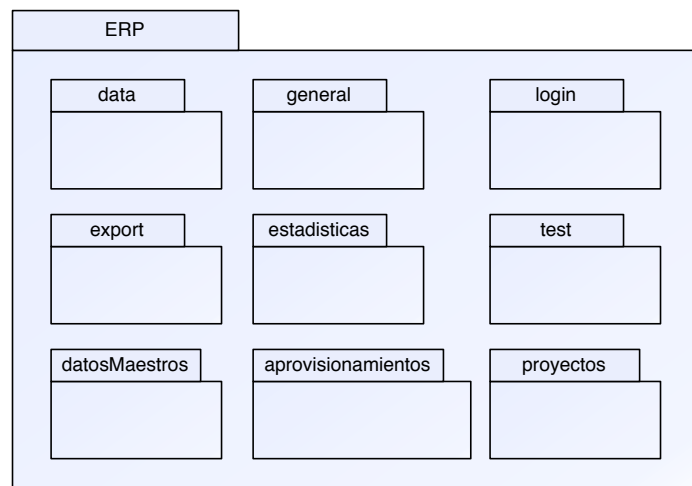 ERP
data
general
login
export
estadisticas
test
datosMaestros
aprovisionamientos
proyectos